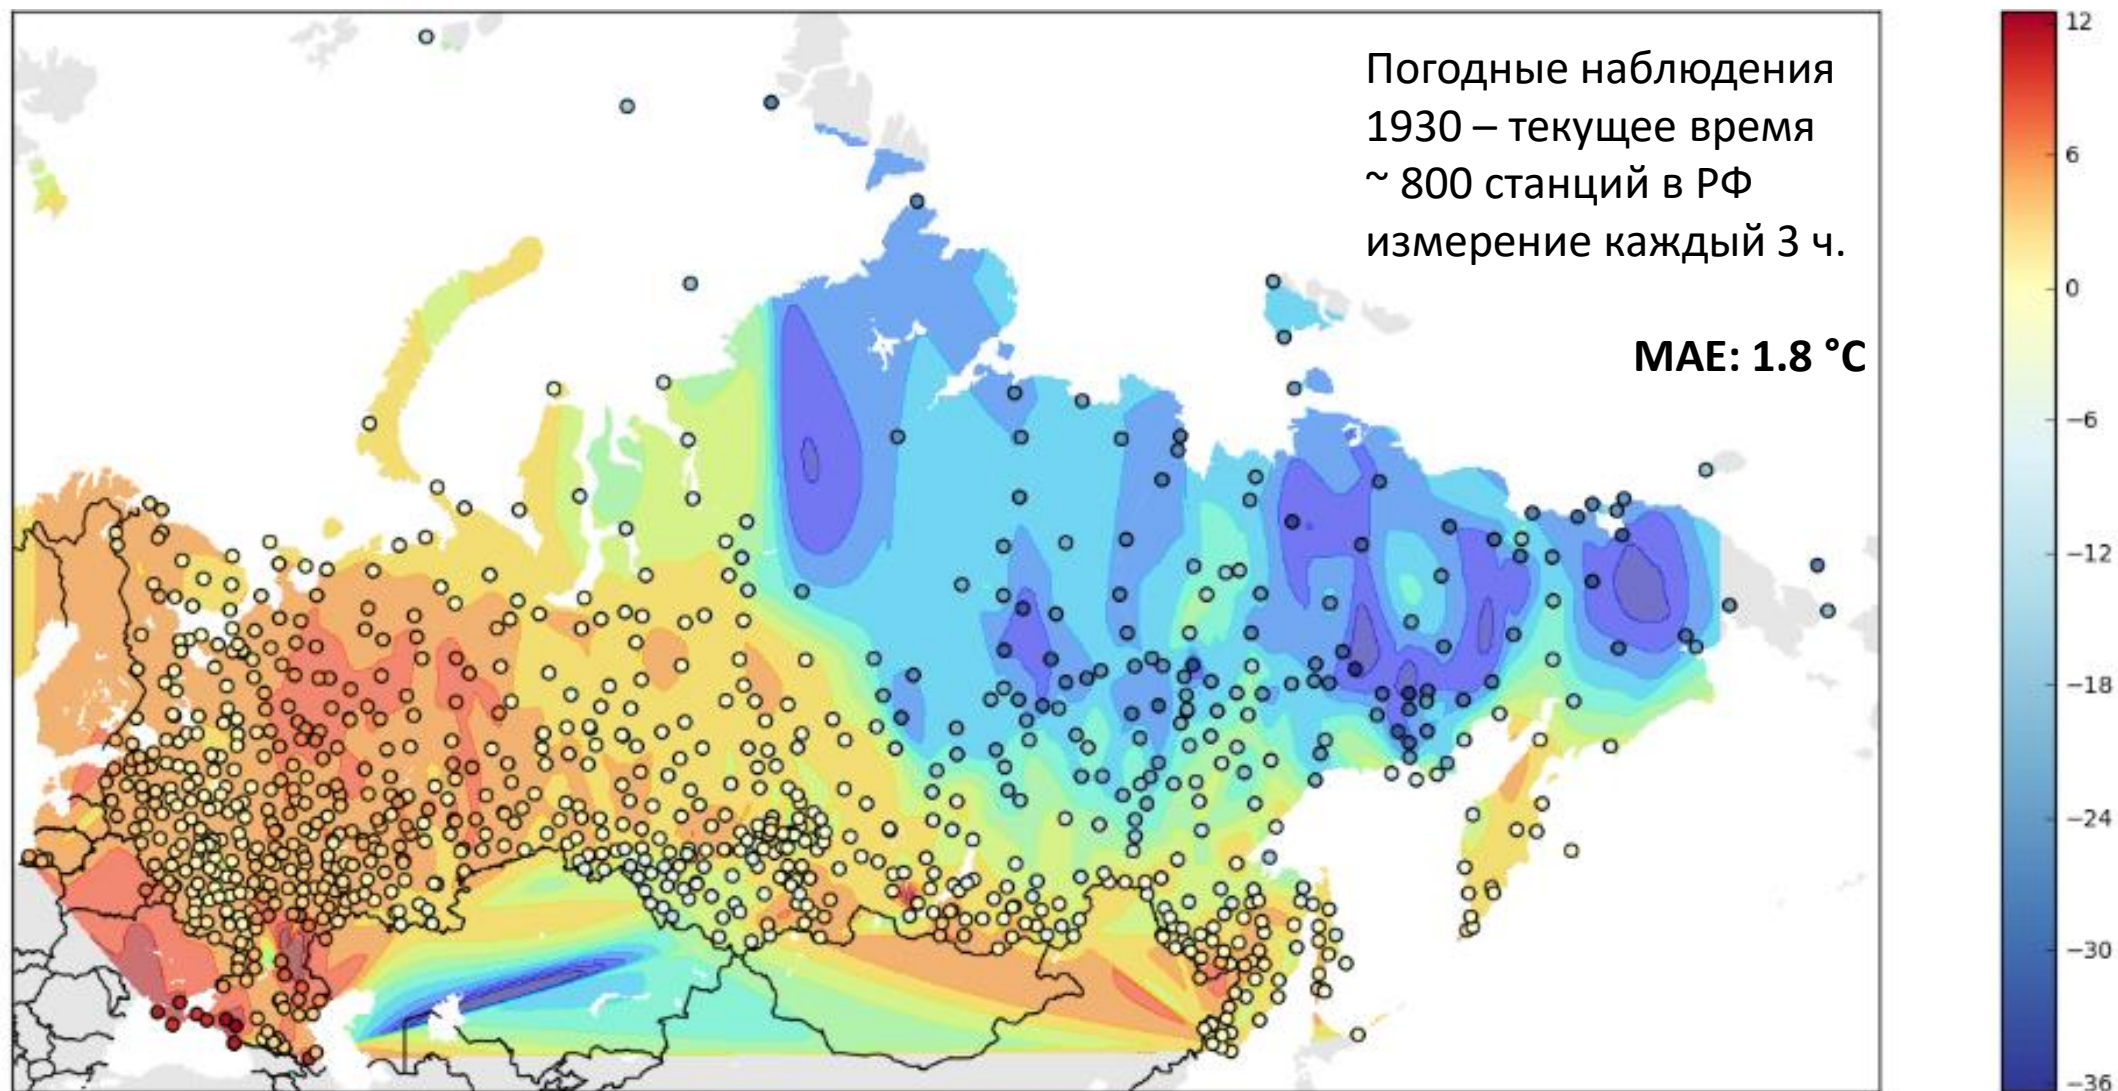 Погодные наблюдения
1930 – текущее время
~ 800 станций в РФ
измерение каждый 3 ч.
MAE: 1.8 °C
12
6
0
−6
−12
−18
−24
−30
−36